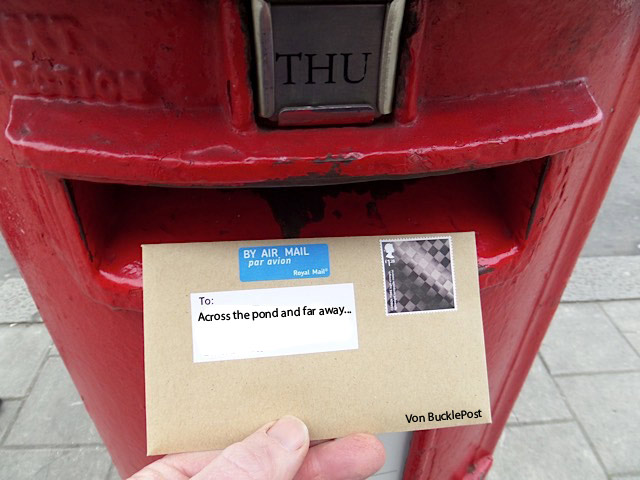 THU
BY AIR MAIL
par avion
Royal Mail®
To:
Across the pond and far away...
Von BucklePost